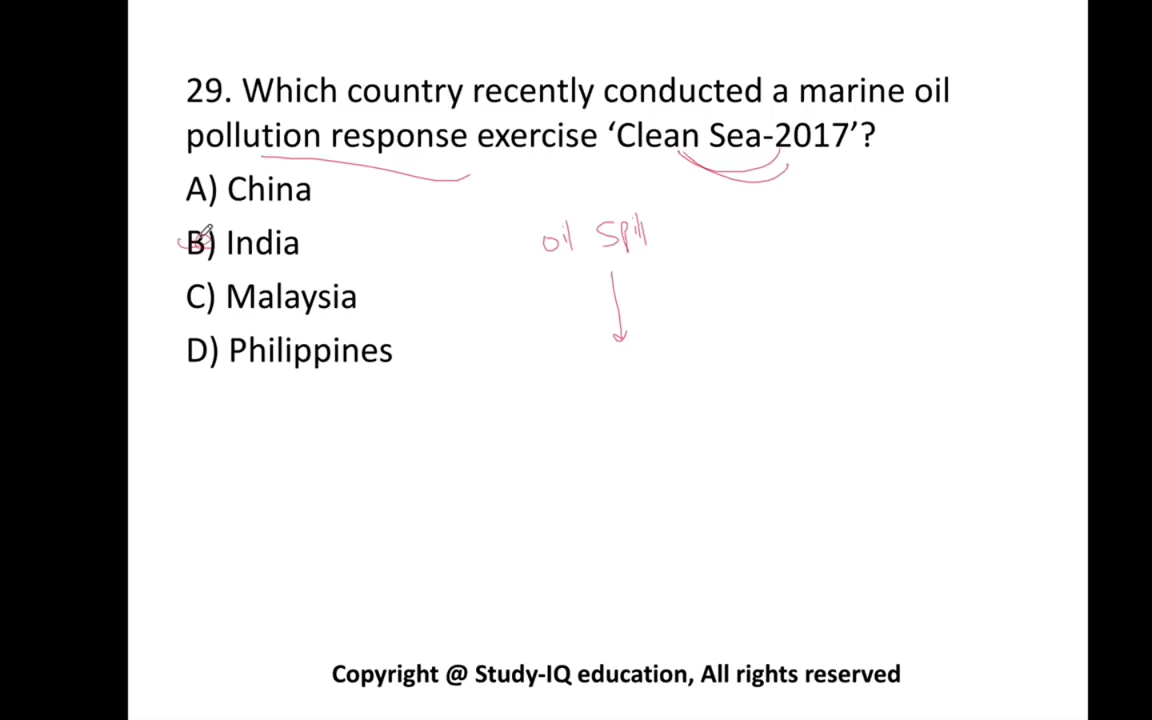 29. Which country recently conducted a marine oil
pollution response exercise ‘Clean Sea-2017’?
A) China
B) India
oil spill
C) Malaysia
D) Philippines
Copyright @ Study-IQ education, All rights reserved